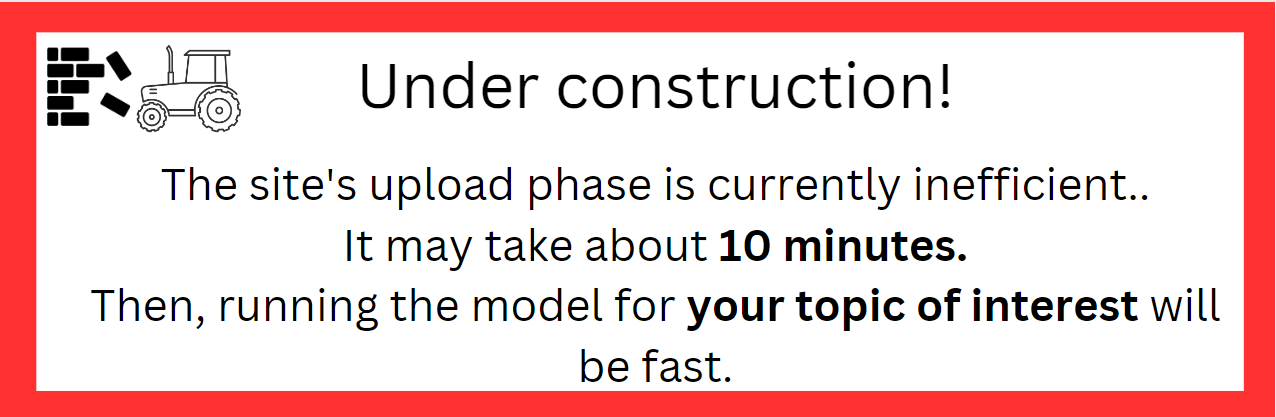 Under construction!
The site's upload phase is currently inefficient..
It may take about 10 minutes.
Then, running the model for your topic of interest will
be fast.